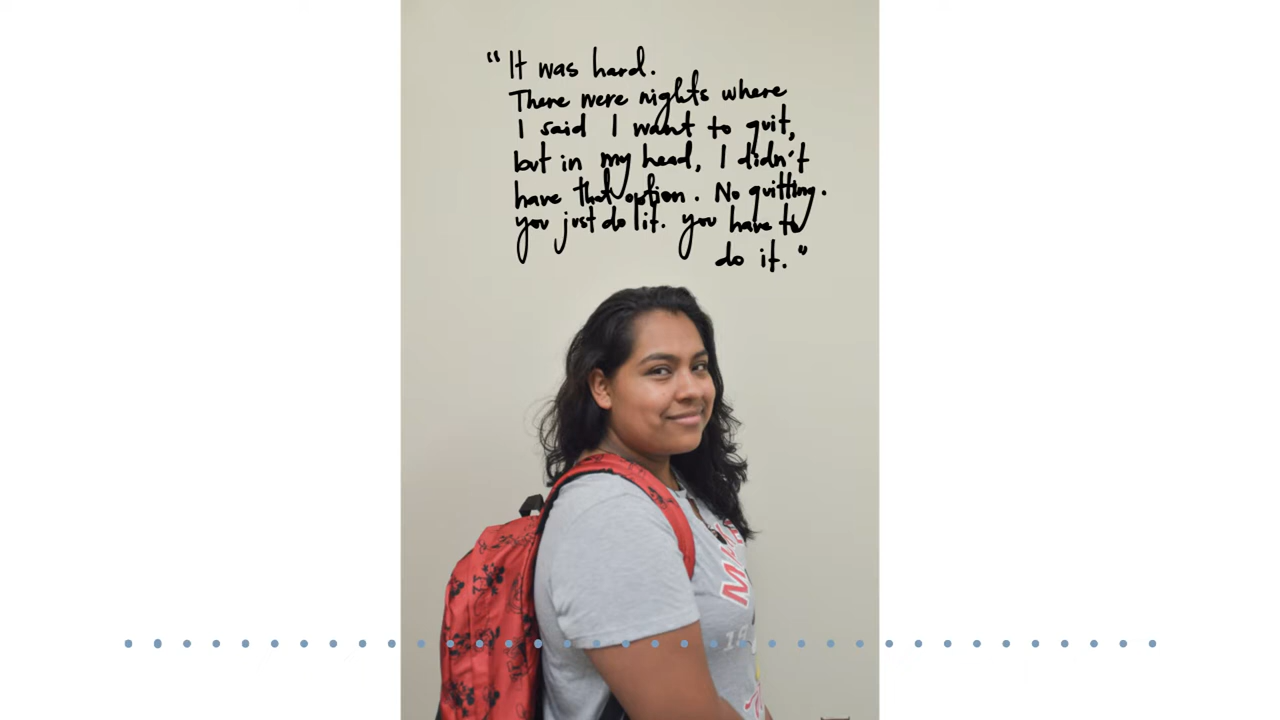 “It was hard.
There were nights where
I said I want to quit,
but in my head, I didn't
have that option. No quitting.
you just do it. you have to
do it.”